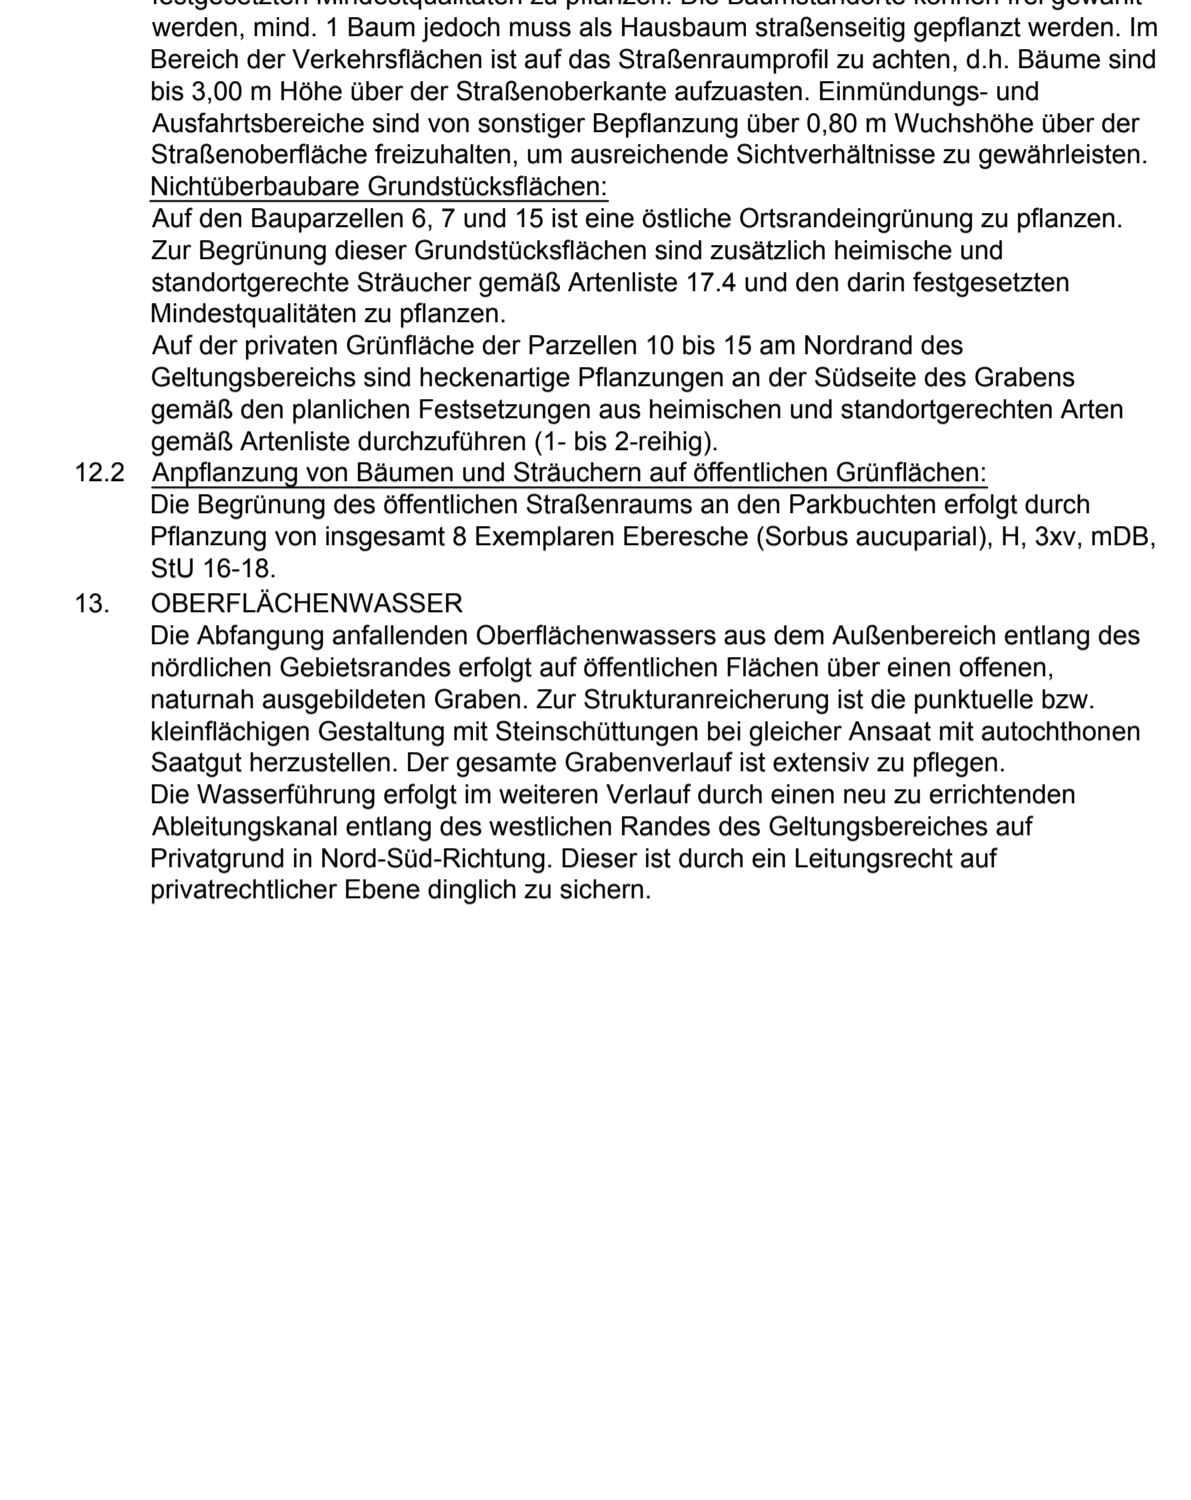 festgesetzten Mindestqualitäten zu pflanzen. Die Baumstandorte können frei gewählt
werden, mind. 1 Baum jedoch muss als Hausbaum straßenseitig gepflanzt werden. Im
Bereich der Verkehrsflächen ist auf das Straßenraumprofil zu achten, d.h. Bäume sind
bis 3,00 m Höhe über der Straßenoberkante aufzuasten. Einmündungs- und
Ausfahrtsbereiche sind von sonstiger Bepflanzung über 0,80 m Wuchshöhe über der
Straßenoberfläche freizuhalten, um ausreichende Sichtverhältnisse zu gewährleisten.
Nichtüberbaubare Grundstücksflächen:
Auf den Bauparzellen 6, 7 und 15 ist eine östliche Ortsrandeingrünung zu pflanzen.
Zur Begrünung dieser Grundstücksflächen sind zusätzlich heimische und
standortgerechte Sträucher gemäß Artenliste 17.4 und den darin festgesetzten
Mindestqualitäten zu pflanzen.
Auf der privaten Grünfläche der Parzellen 10 bis 15 am Nordrand des
Geltungsbereichs sind heckenartige Pflanzungen an der Südseite des Grabens
gemäß den planlichen Festsetzungen aus heimischen und standortgerechten Arten
gemäß Artenliste durchzuführen (1- bis 2-reihig).
12.2 Anpflanzung von Bäumen und Sträuchern auf öffentlichen Grünflächen:
Die Begrünung des öffentlichen Straßenraums an den Parkbuchten erfolgt durch
Pflanzung von insgesamt 8 Exemplaren Eberesche (Sorbus aucuparial), H, 3xv, mDB,
StU 16-18.
13. OBERFLÄCHENWASSER
Die Abfangung anfallenden Oberflächenwassers aus dem Außenbereich entlang des
nördlichen Gebietsrandes erfolgt auf öffentlichen Flächen über einen offenen,
naturnah ausgebildeten Graben. Zur Strukturanreicherung ist die punktuelle bzw.
kleinflächigen Gestaltung mit Steinschüttungen bei gleicher Ansaat mit autochthonen
Saatgut herzustellen. Der gesamte Grabenverlauf ist extensiv zu pflegen.
Die Wasserführung erfolgt im weiteren Verlauf durch einen neu zu errichtenden
Ableitungskanal entlang des westlichen Randes des Geltungsbereiches auf
Privatgrund in Nord-Süd-Richtung. Dieser ist durch ein Leitungsrecht auf
privatrechtlicher Ebene dinglich zu sichern.